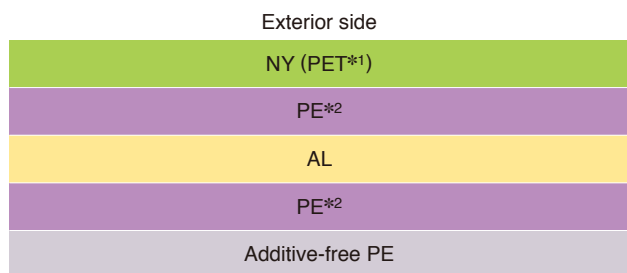 Exterior side
NY (PET*1)
PE*2
AL
PE*2
Additive-free PE